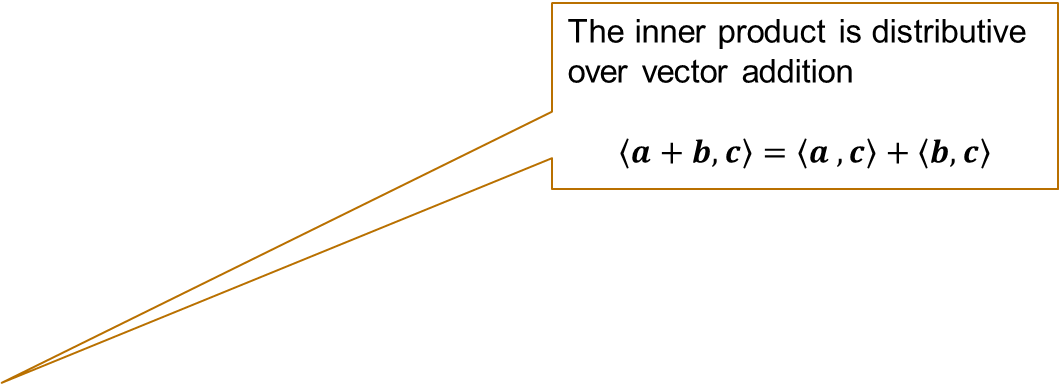 The inner product is distributive
over vector addition
⟨a + b, c⟩ = ⟨a , c⟩ + ⟨b, c⟩